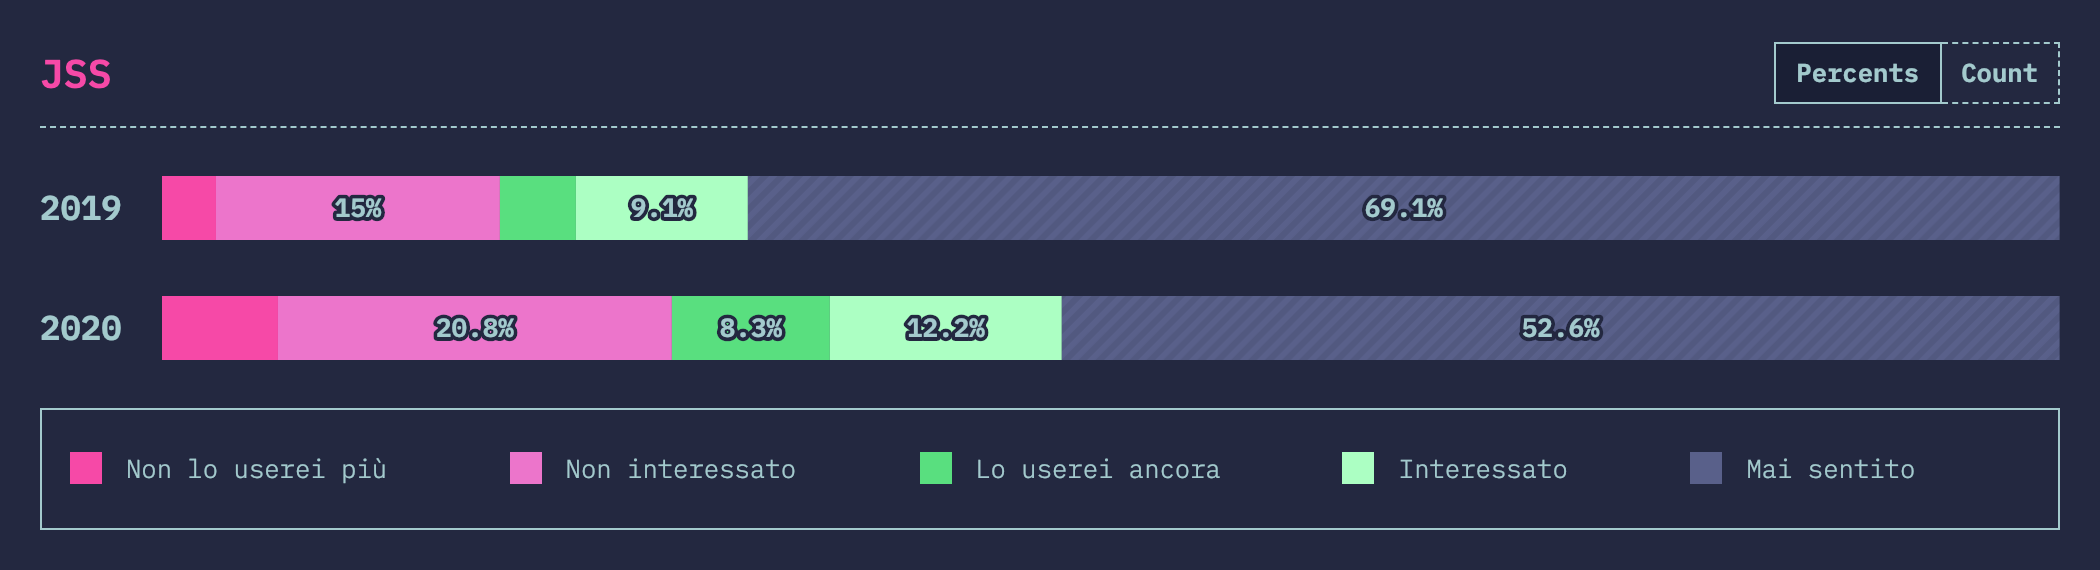 JSS
Percents Count
2019 15% 9.1% 69.1%
2020 20.8% 8.3% 12.2% 52.6%
Non lo userei più Non interessato Lo userei ancora Interessato Mai sentito